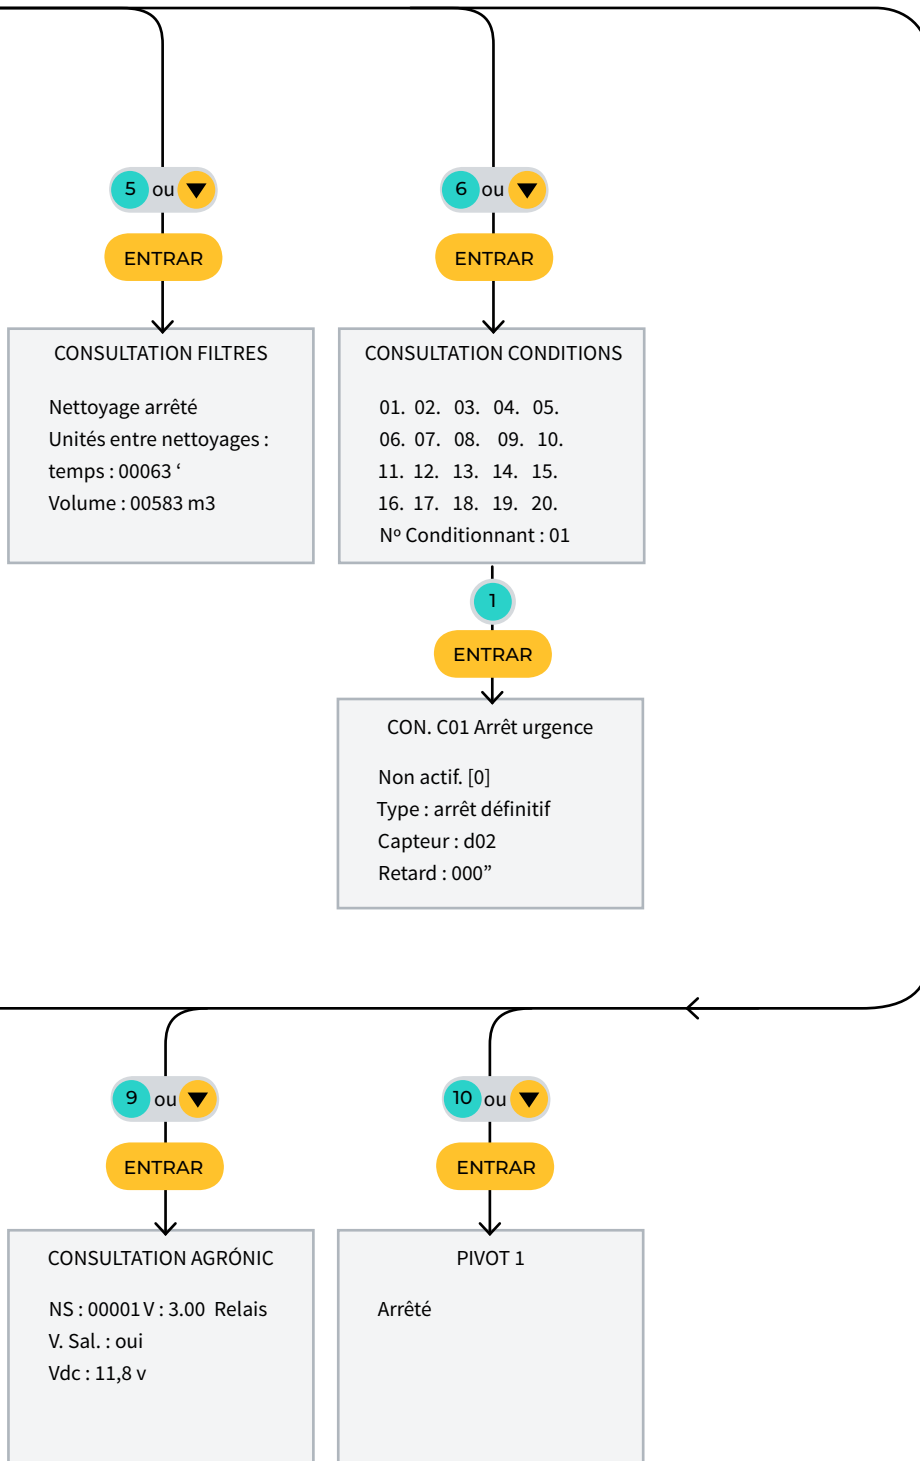 5 ou
ENTRAR
CONSULTATION FILTRES
Nettoyage arrêté
Unités entre nettoyages :
temps : 00063 ‘
Volume : 00583 m3
6 ou
ENTRAR
CONSULTATION CONDITIONS
01. 02. 03. 04. 05.
06. 07. 08. 09. 10.
11. 12. 13. 14. 15.
16. 17. 18. 19. 20.
Nº Conditionnant : 01
1
ENTRAR
CON. C01 Arrêt urgence
Non actif. [0]
Type : arrêt définitif
Capteur : d02
Retard : 000”
9 ou
ENTRAR
CONSULTATION AGRÓNIC
NS : 00001 V : 3.00 Relais
V. Sal. : oui
Vdc : 11,8 v
10 ou
ENTRAR
PIVOT 1
Arrêté